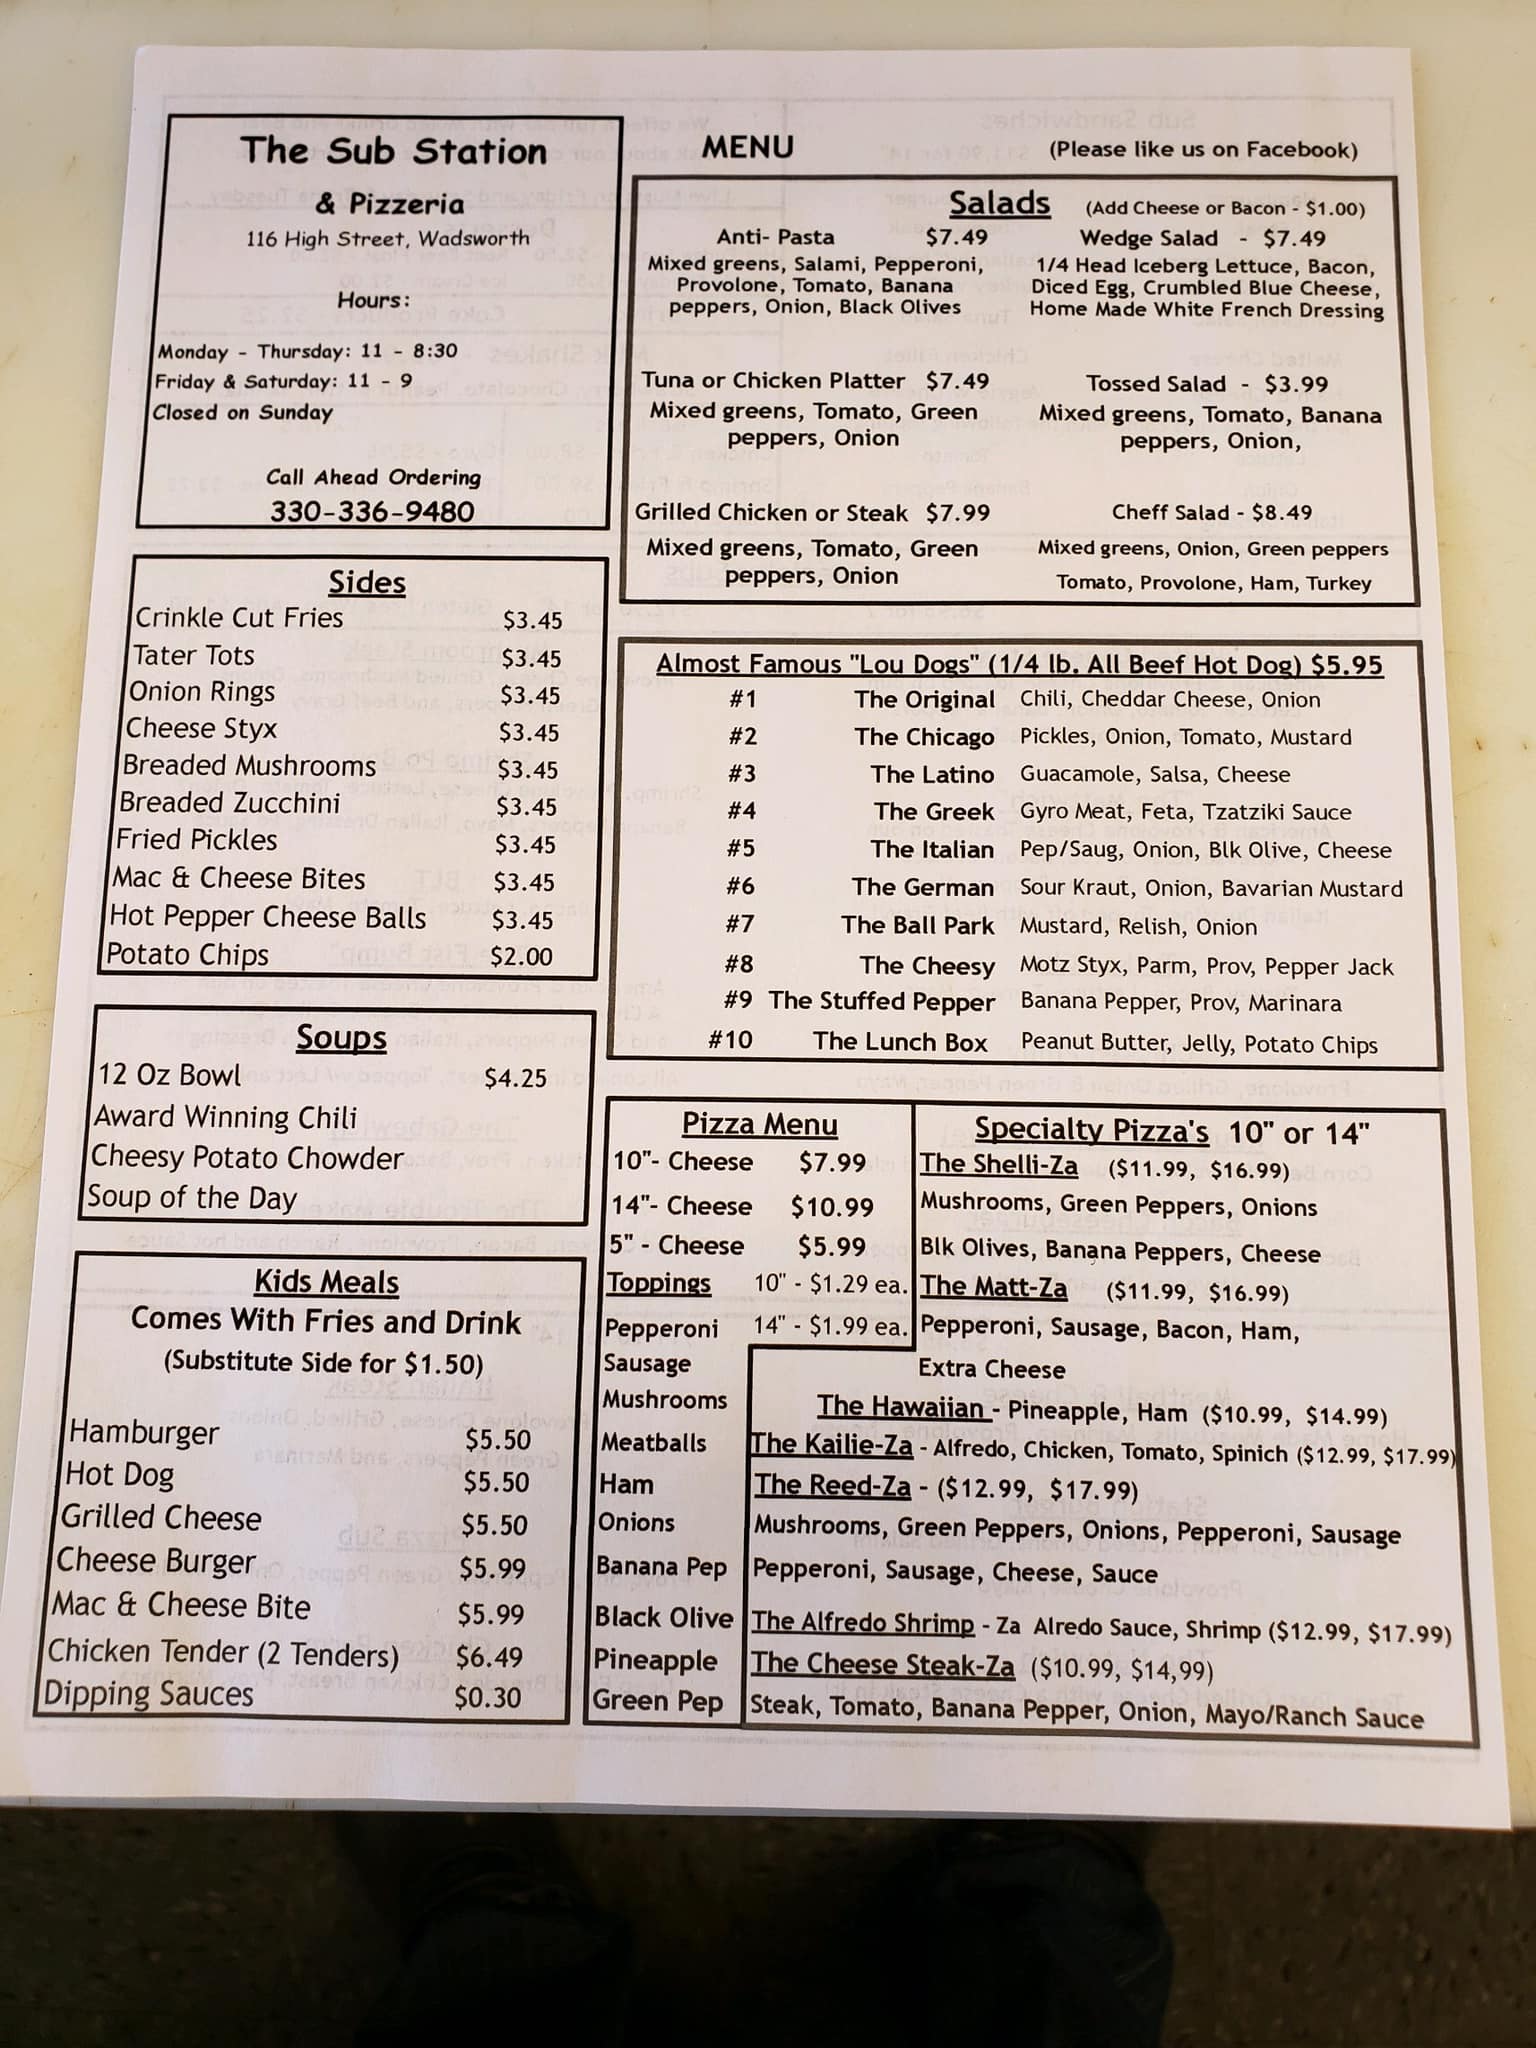 The Sub Station
& Pizzeria
116 High Street, Wadsworth
Hours:
Monday - Thursday: 11 - 8:30
Friday & Saturday: 11 - 9
Closed on Sunday
Call Ahead Ordering
330-336-9480
MENU (Please like us on Facebook)
Salads (Add Cheese or Bacon - $1.00)
Anti- Pasta $7.49
Mixed greens, Salami, Pepperoni,
Provolone, Tomato, Banana
peppers, Onion, Black Olives
Wedge Salad - $7.49
1/4 Head Iceberg Lettuce, Bacon,
Diced Egg, Crumbled Blue Cheese,
Home Made White French Dressing
Tuna or Chicken Platter $7.49
Mixed greens, Tomato, Green
peppers, Onion
Tossed Salad - $3.99
Mixed greens, Tomato, Banana
peppers, Onion,
Grilled Chicken or Steak $7.99
Mixed greens, Tomato, Green
peppers, Onion
Cheff Salad - $8.49
Mixed greens, Onion, Green peppers
Tomato, Provolone, Ham, Turkey
Sides
Crinkle Cut Fries $3.45
Tater Tots $3.45
Onion Rings $3.45
Cheese Styx $3.45
Breaded Mushrooms $3.45
Breaded Zucchini $3.45
Fried Pickles $3.45
Mac & Cheese Bites $3.45
Hot Pepper Cheese Balls $3.45
Potato Chips $2.00
Almost Famous "Lou Dogs" (1/4 lb. All Beef Hot Dog) $5.95
#1 The Original Chili, Cheddar Cheese, Onion
#2 The Chicago Pickles, Onion, Tomato, Mustard
#3 The Latino Guacamole, Salsa, Cheese
#4 The Greek Gyro Meat, Feta, Tzatziki Sauce
#5 The Italian Pep/Saug, Onion, Blk Olive, Cheese
#6 The German Sour Kraut, Onion, Bavarian Mustard
#7 The Ball Park Mustard, Relish, Onion
#8 The Cheesy Motz Styx, Parm, Prov, Pepper Jack
#9 The Stuffed Pepper Banana Pepper, Prov, Marinara
#10 The Lunch Box Peanut Butter, Jelly, Potato Chips
Soups
12 Oz Bowl $4.25
Award Winning Chili
Cheesy Potato Chowder
Soup of the Day
Kids Meals
Comes With Fries and Drink
(Substitute Side for $1.50)
Hamburger $5.50
Hot Dog $5.50
Grilled Cheese $5.50
Cheese Burger $5.99
Mac & Cheese Bite $5.99
Chicken Tender (2 Tenders) $6.49
Dipping Sauces $0.30
Pizza Menu
10"- Cheese $7.99
14"- Cheese $10.99
5" - Cheese $5.99
Toppings 10" - $1.29 ea.
Pepperoni 14" - $1.99 ea.
Sausage
Mushrooms
Meatballs
Ham
Onions
Banana Pep
Black Olive
Pineapple
Green Pep
Specialty Pizza's 10" or 14"
The Shelli-Za ($11.99, $16.99)
Mushrooms, Green Peppers, Onions
Blk Olives, Banana Peppers, Cheese
The Matt-Za ($11.99, $16.99)
Pepperoni, Sausage, Bacon, Ham,
Extra Cheese
The Hawaiian - Pineapple, Ham ($10.99, $14.99)
The Kailie-Za - Alfredo, Chicken, Tomato, Spinich ($12.99, $17.99)
The Reed-Za - ($12.99, $17.99)
Mushrooms, Green Peppers, Onions, Pepperoni, Sausage
Pepperoni, Sausage, Cheese, Sauce
The Alfredo Shrimp - Za Alredo Sauce, Shrimp ($12.99, $17.99)
The Cheese Steak-Za ($10.99, $14,99)
Steak, Tomato, Banana Pepper, Onion, Mayo/Ranch Sauce